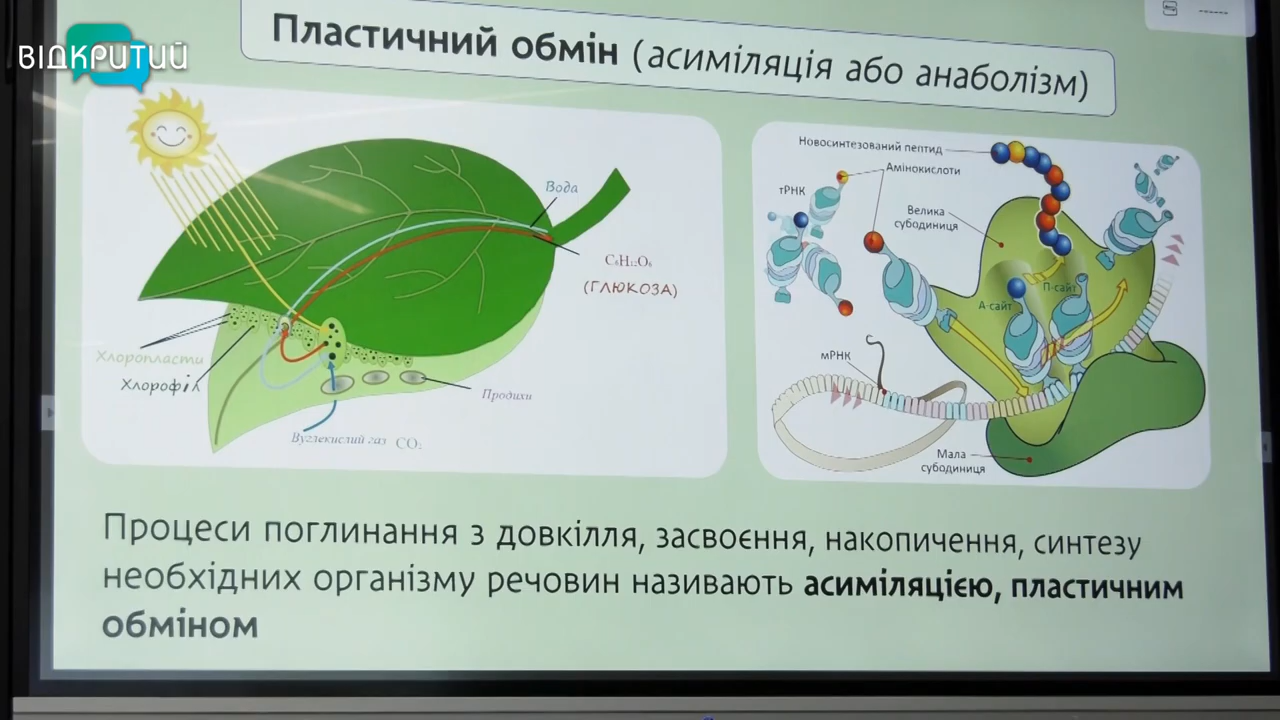 ВІДКРИТИЙ
Пластичний обмін (асиміляція або анаболізм)
Вода
C₆H₁₂O₆
(ГЛЮКОЗА)
Хлоропласти
Хлорофіл
Продихи
Вуглекислий газ CO₂
Новосинтезований пептид
Амінокислоти
тРНК
Велика
субодиниця
А-сайт
П-сайт
мРНК
Мала
субодиниця
Процеси поглинання з довкілля, засвоєння, накопичення, синтезу
необхідних організму речовин називають асиміляцією, пластичним
обміном